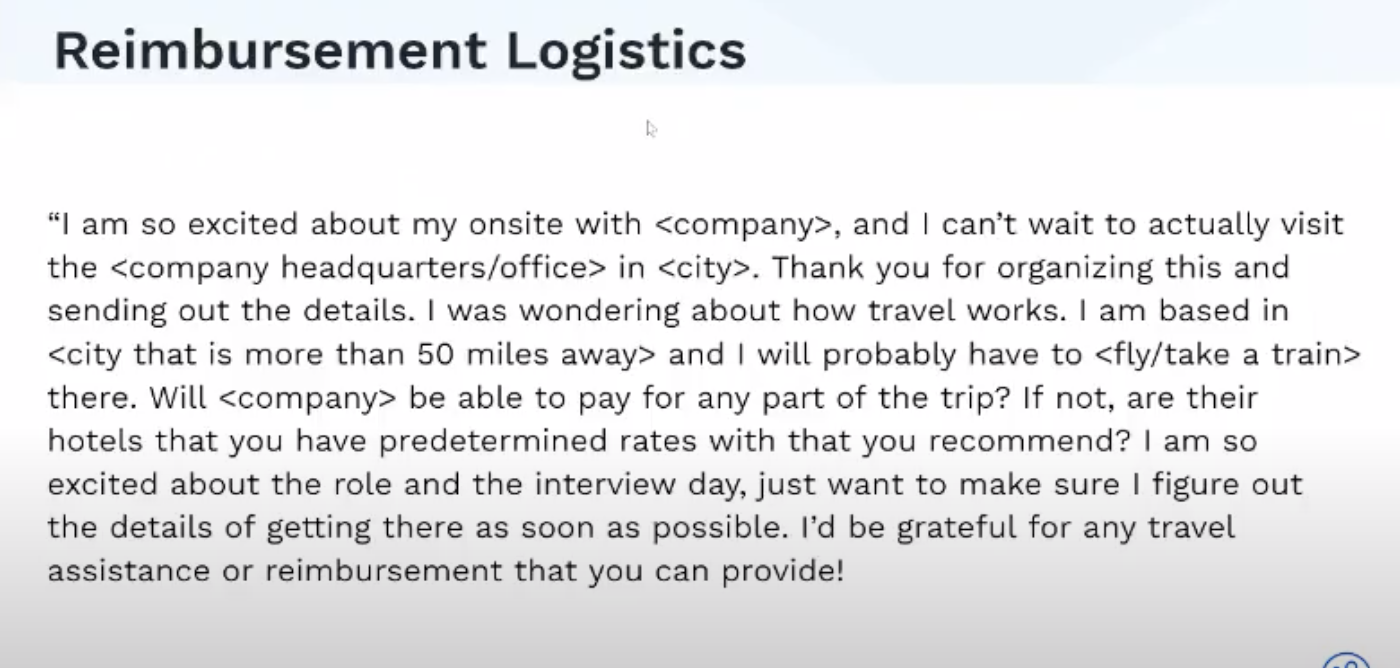 Reimbursement Logistics
“I am so excited about my onsite with <company>, and I can’t wait to actually visit
the <company headquarters/office> in <city>. Thank you for organizing this and
sending out the details. I was wondering about how travel works. I am based in
<city that is more than 50 miles away> and I will probably have to <fly/take a train>
there. Will <company> be able to pay for any part of the trip? If not, are their
hotels that you have predetermined rates with that you recommend? I am so
excited about the role and the interview day, just want to make sure I figure out
the details of getting there as soon as possible. I’d be grateful for any travel
assistance or reimbursement that you can provide!